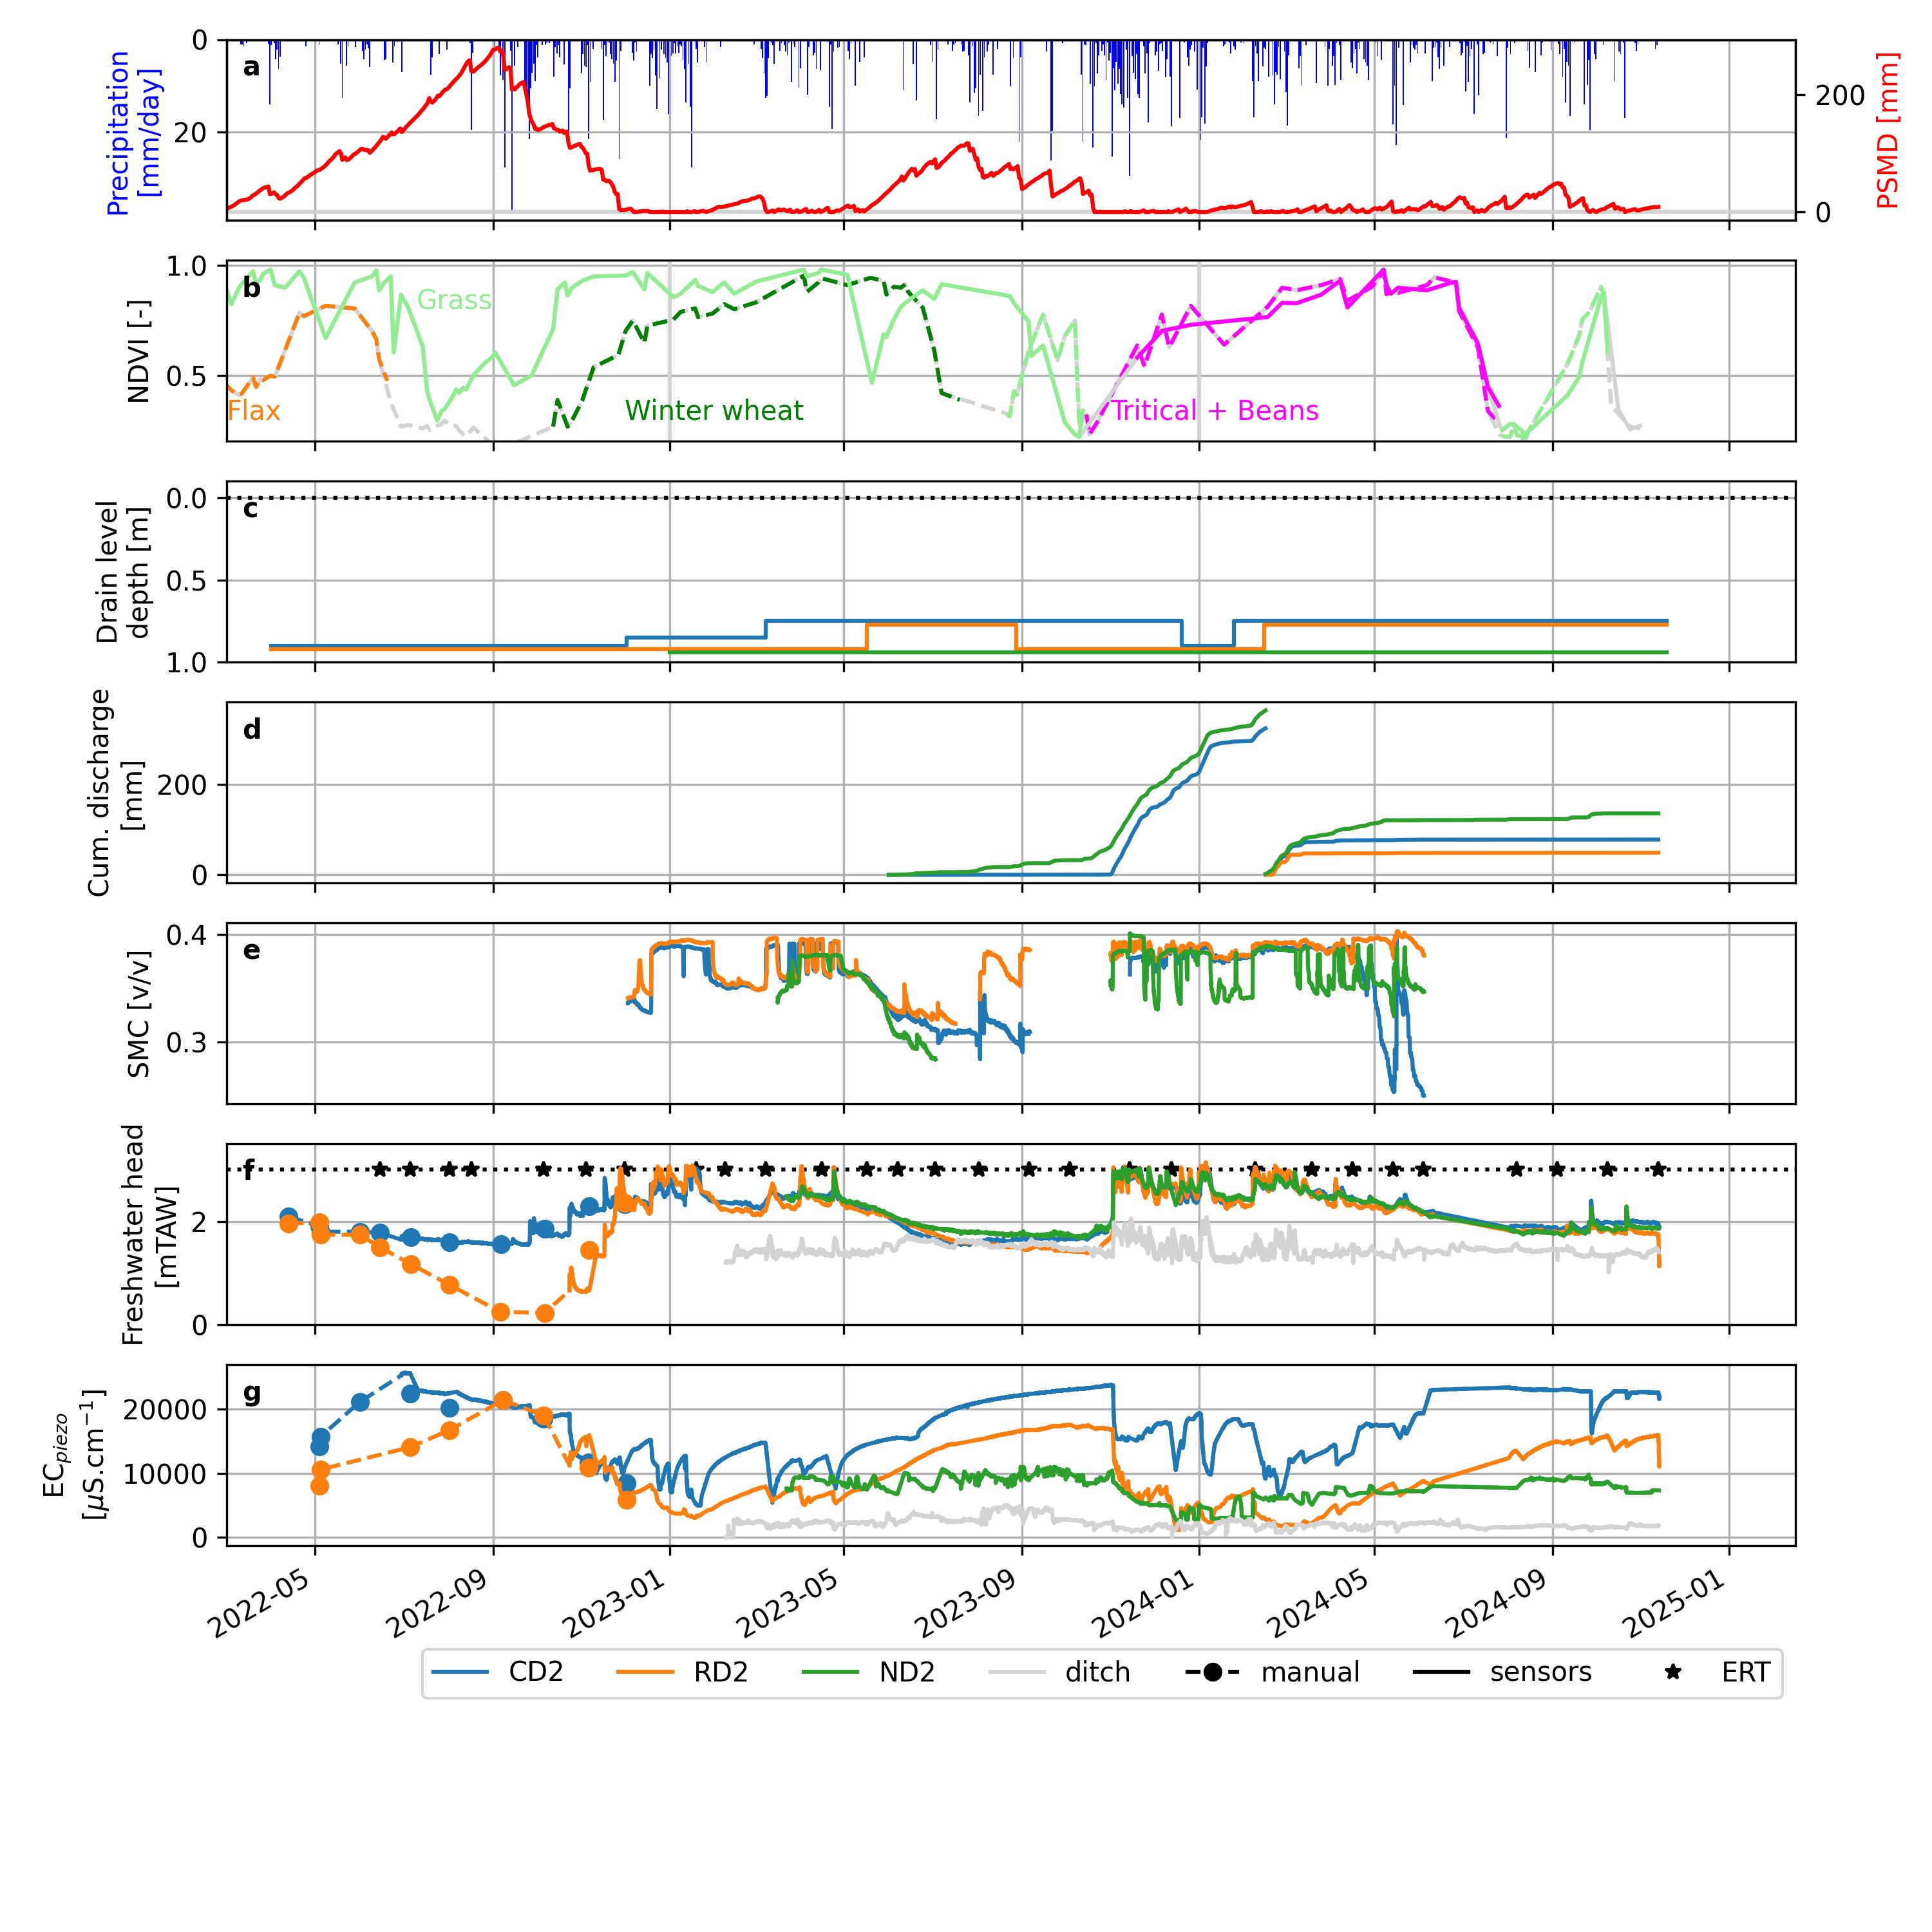 a
0
20
Precipitation
[mm/day]
200
0
PSMD [mm]
b
1.0
0.5
NDVI [-]
Grass
Flax
Winter wheat
Tritical + Beans
c
0.0
0.5
1.0
Drain level
depth [m]
d
200
0
Cum. discharge
[mm]
e
0.4
0.3
SMC [v/v]
f
2
0
Freshwater head
[mTAW]
g
20000
10000
0
EC$_{piezo}$
[μS.cm⁻¹]
2022-05
2022-09
2023-01
2023-05
2023-09
2024-01
2024-05
2024-09
2025-01
CD2 RD2 ND2 ditch manual sensors ERT